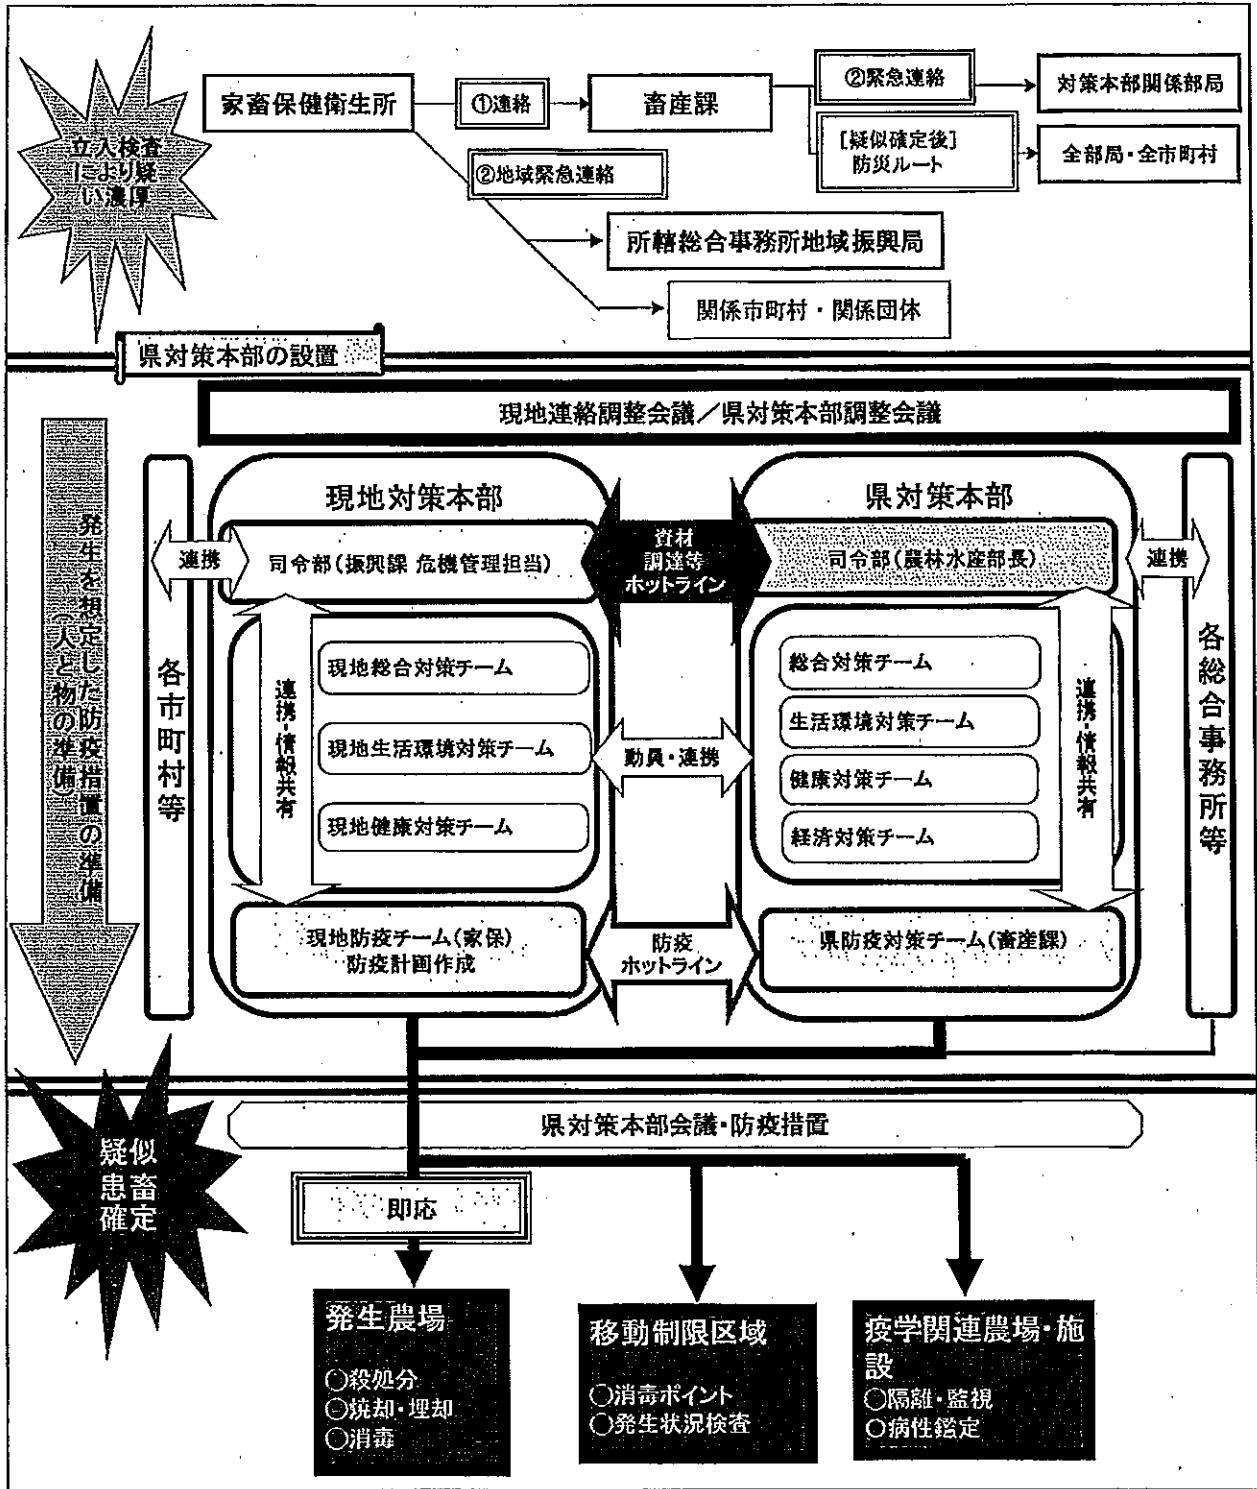 立入検査
により疑
い濃厚
家畜保健衛生所
①連絡
畜産課
②緊急連絡
対策本部関係部局
[疑似確定後]
防災ルート
全部局・全市町村
②地域緊急連絡
所轄総合事務所地域振興局
関係市町村・関係団体
県対策本部の設置
現地連絡調整会議／県対策本部調整会議
発生を想定した防疫措置の準備
(人と物の準備)
各市町村等
連携
現地対策本部
司令部(振興課 危機管理担当)
連携・情報共有
現地総合対策チーム
現地生活環境対策チーム
現地健康対策チーム
現地防疫チーム(家保)
防疫計画作成
資材
調達等
ホットライン
動員・連携
防疫
ホットライン
県対策本部
司令部(農林水産部長)
総合対策チーム
生活環境対策チーム
健康対策チーム
経済対策チーム
連携・情報共有
県防疫対策チーム(畜産課)
連携
各総合事務所等
疑似
患畜
確定
県対策本部会議・防疫措置
即応
発生農場
○殺処分
○焼却・埋却
○消毒
移動制限区域
○消毒ポイント
○発生状況検査
疫学関連農場・施
設
○隔離・監視
○病性鑑定